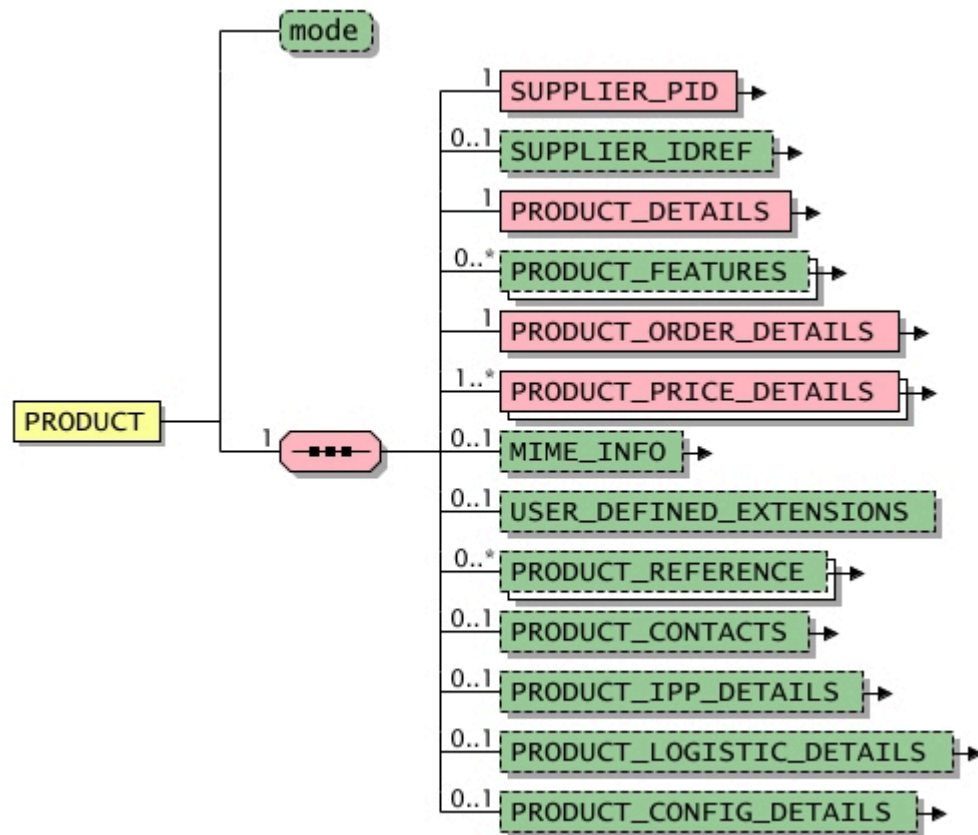 mode
1 SUPPLIER_PID
0..1 SUPPLIER_IDREF
1 PRODUCT_DETAILS
0..* PRODUCT_FEATURES
1 PRODUCT_ORDER_DETAILS
1..* PRODUCT_PRICE_DETAILS
PRODUCT
1
0..1 MIME_INFO
0..1 USER_DEFINED_EXTENSIONS
0..* PRODUCT_REFERENCE
0..1 PRODUCT_CONTACTS
0..1 PRODUCT_IPP_DETAILS
0..1 PRODUCT_LOGISTIC_DETAILS
0..1 PRODUCT_CONFIG_DETAILS